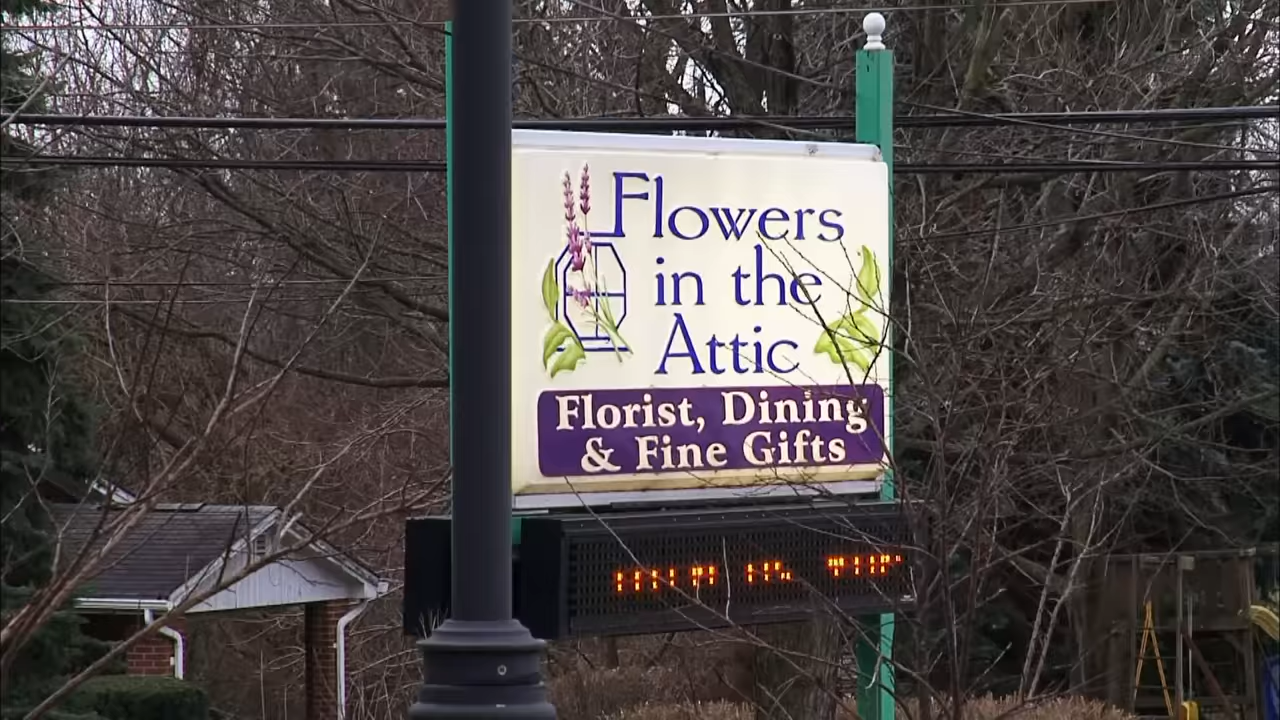 Flowers
in the
Attic
Florist, Dining
& Fine Gifts